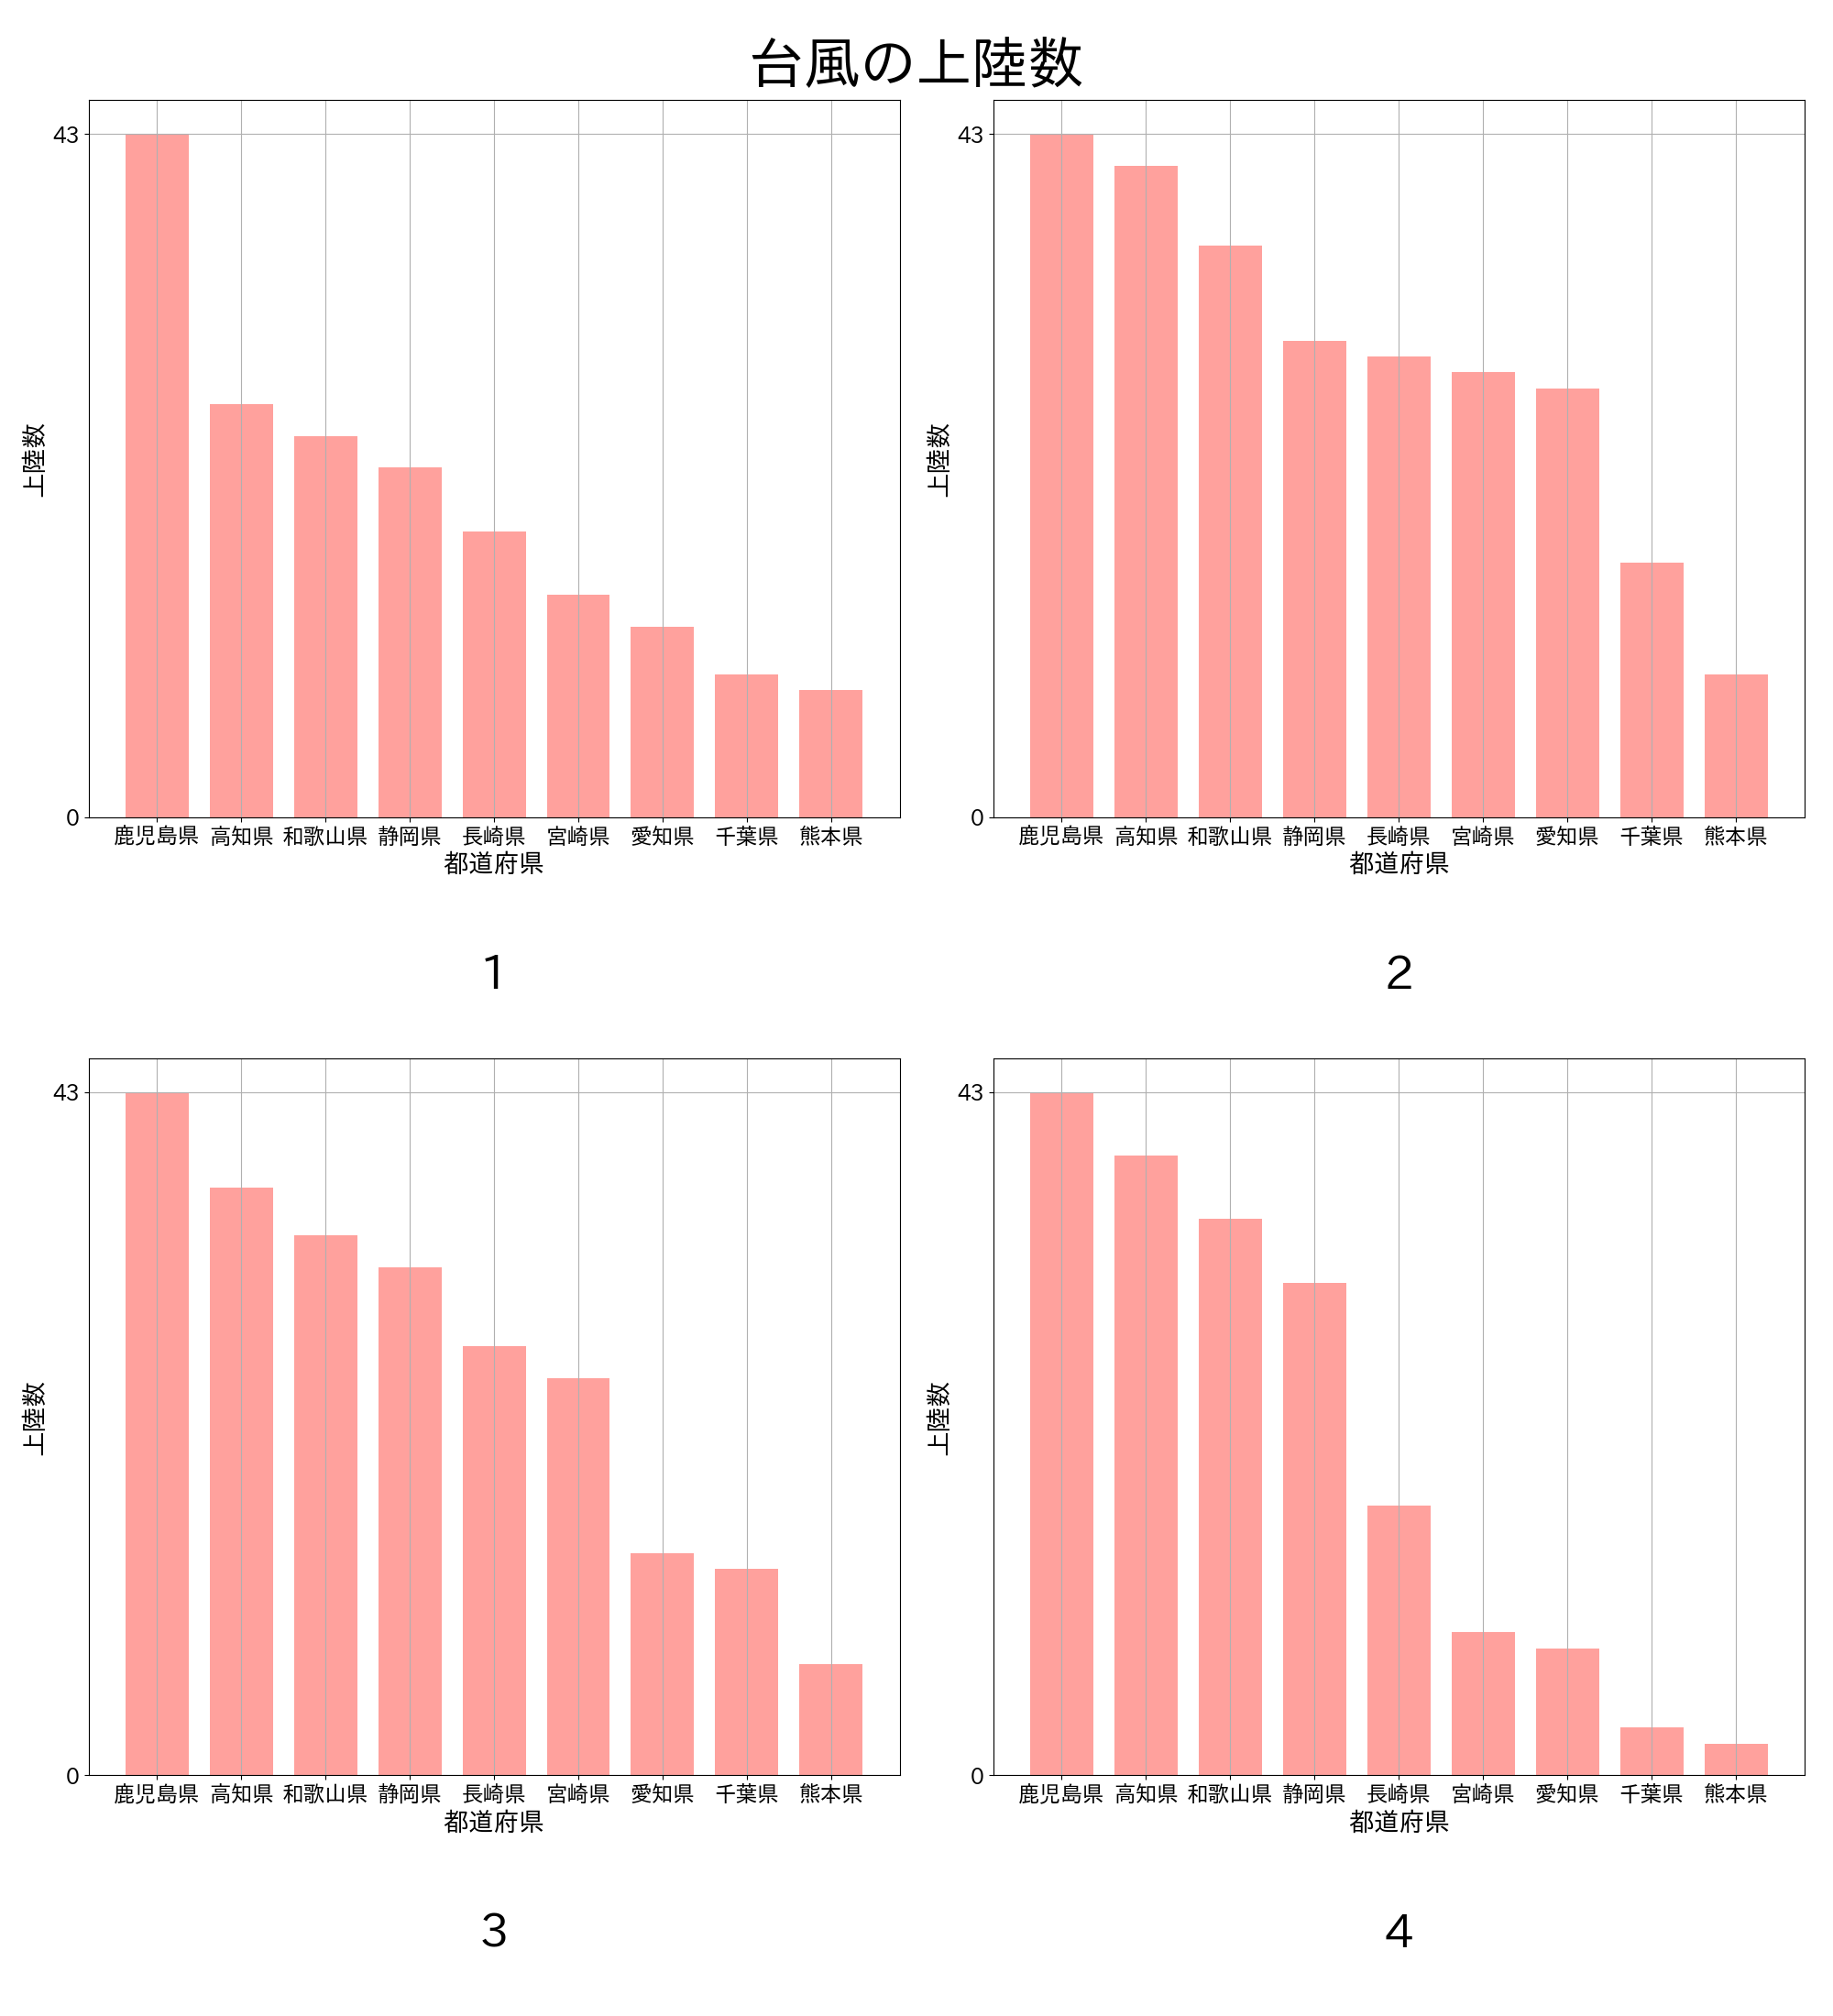 台風の上陸数
43
上陸数
0
鹿児島県 高知県 和歌山県 静岡県 長崎県 宮崎県 愛知県 千葉県 熊本県
都道府県
1
43
上陸数
0
鹿児島県 高知県 和歌山県 静岡県 長崎県 宮崎県 愛知県 千葉県 熊本県
都道府県
2
43
上陸数
0
鹿児島県 高知県 和歌山県 静岡県 長崎県 宮崎県 愛知県 千葉県 熊本県
都道府県
3
43
上陸数
0
鹿児島県 高知県 和歌山県 静岡県 長崎県 宮崎県 愛知県 千葉県 熊本県
都道府県
4